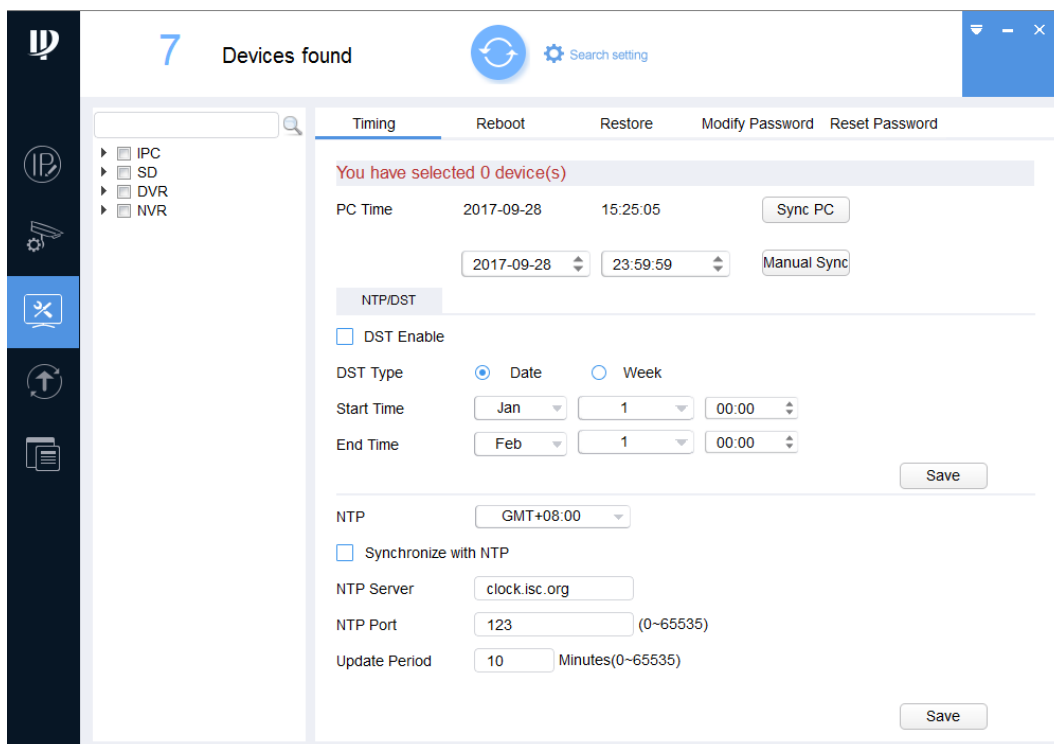 7 Devices found Search setting
Timing Reboot Restore Modify Password Reset Password
IPC
SD
DVR
NVR
You have selected 0 device(s)
PC Time 2017-09-28 15:25:05 Sync PC
2017-09-28 23:59:59 Manual Sync
NTP/DST
DST Enable
DST Type Date Week
Start Time Jan 1 00:00
End Time Feb 1 00:00
Save
NTP GMT+08:00
Synchronize with NTP
NTP Server clock.isc.org
NTP Port 123 (0~65535)
Update Period 10 Minutes(0~65535)
Save
IP